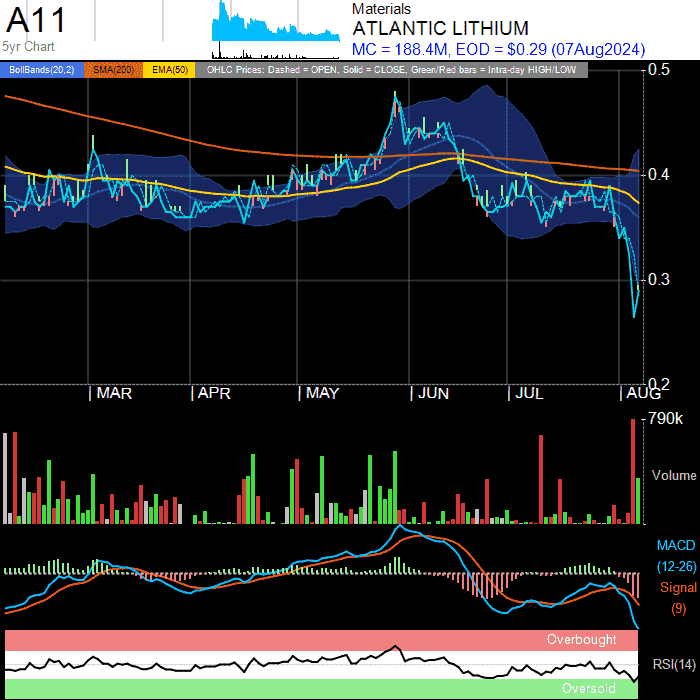 A11
5yr Chart
Materials
ATLANTIC LITHIUM
MC = 188.4M, EOD = $0.29 (07Aug2024)
BollBands(20,2) SMA(200) EMA(50) OHLC Prices: Dashed = OPEN, Solid = CLOSE, Green/Red bars = Intra-day HIGH/LOW
0.5
0.4
0.3
0.2
| MAR | APR | MAY | JUN | JUL | AUG
790k
Volume
MACD
(12-26)
Signal
(9)
Overbought
RSI(14)
Oversold